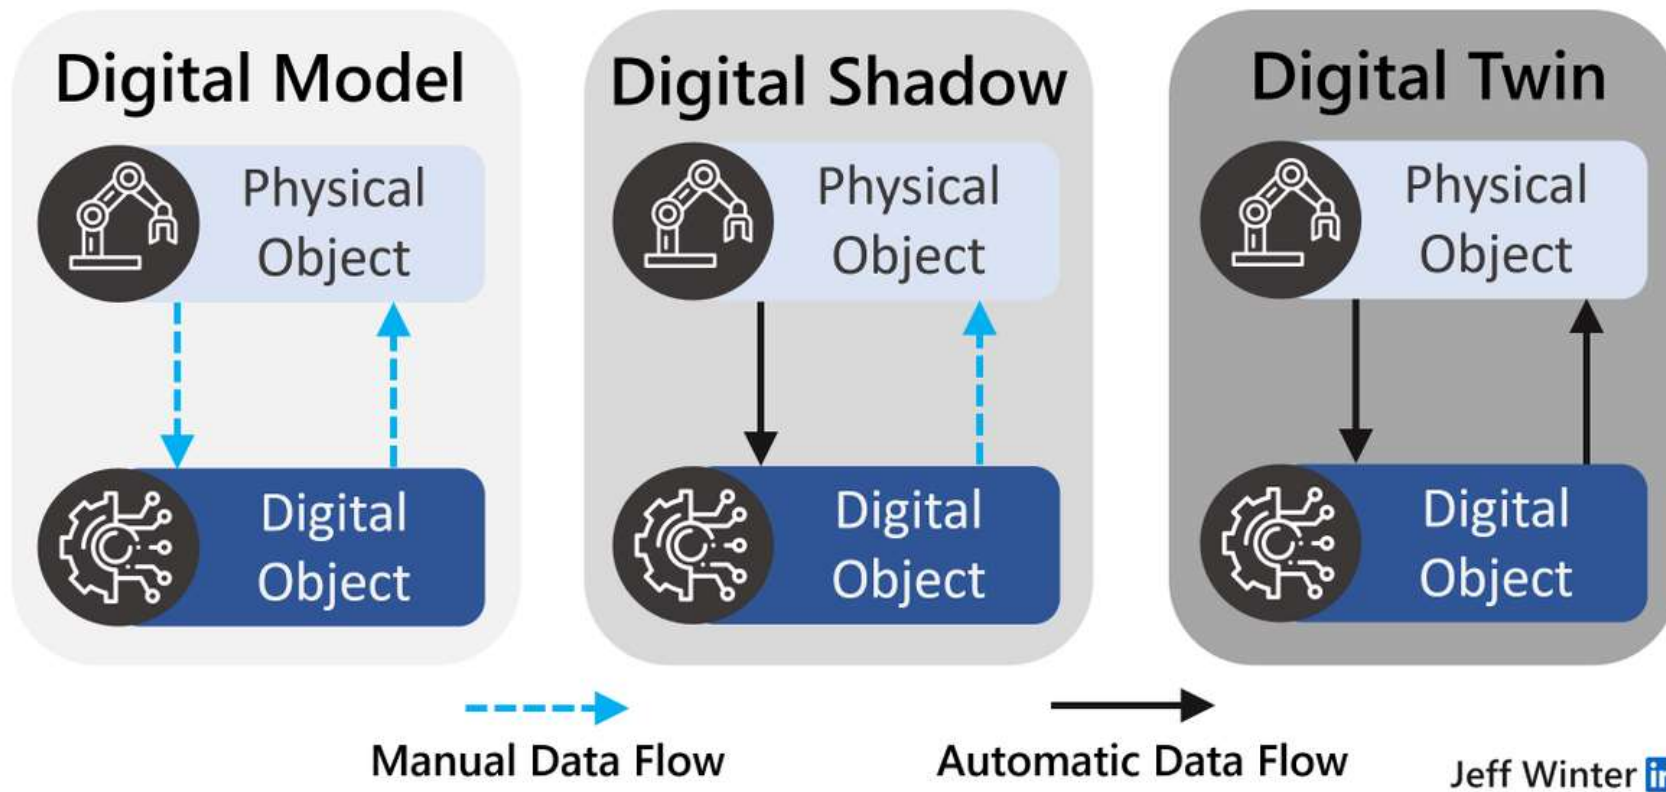 Digital Model
Physical
Object
Digital
Object
Digital Shadow
Physical
Object
Digital
Object
Digital Twin
Physical
Object
Digital
Object
Manual Data Flow
Automatic Data Flow
Jeff Winter in